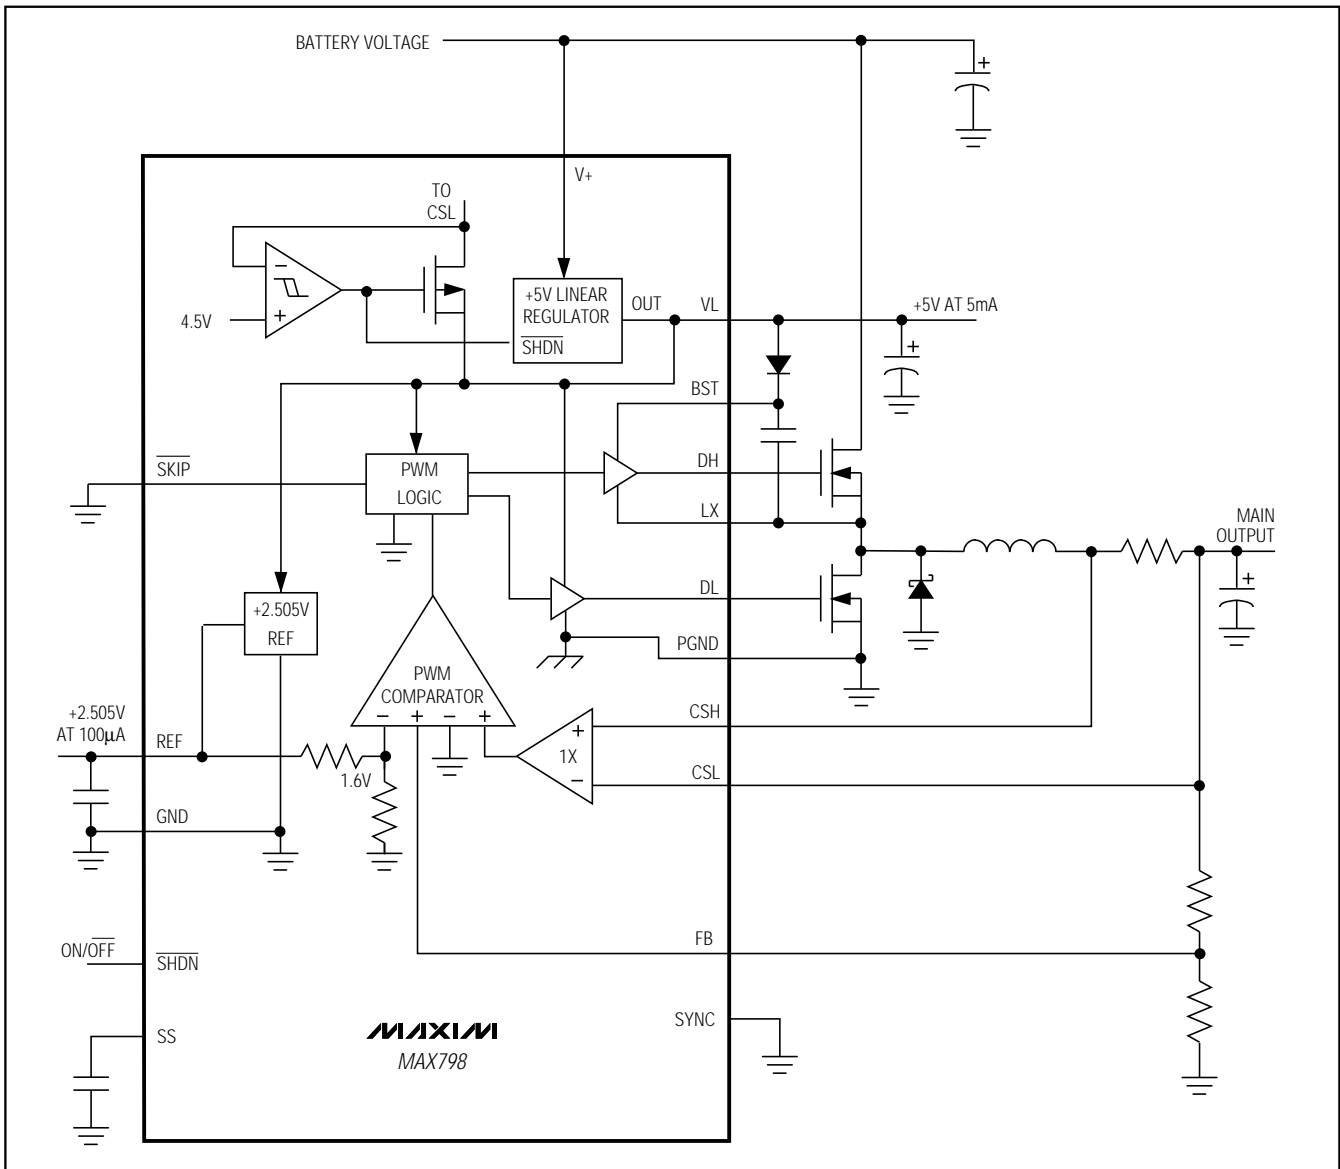 BATTERY VOLTAGE
+
V+
TO
CSL
−
+
4.5V
+5V LINEAR
REGULATOR
SHDN
OUT
VL
+5V AT 5mA
+
BST
SKIP
PWM
LOGIC
DH
LX
MAIN
OUTPUT
+
+2.505V
REF
DL
PGND
PWM
COMPARATOR
− + − +
+2.505V
AT 100µA
REF
1.6V
CSH
+
1X
−
CSL
GND
FB
ON/OFF
SHDN
SS
SYNC
MAXIM
MAX798